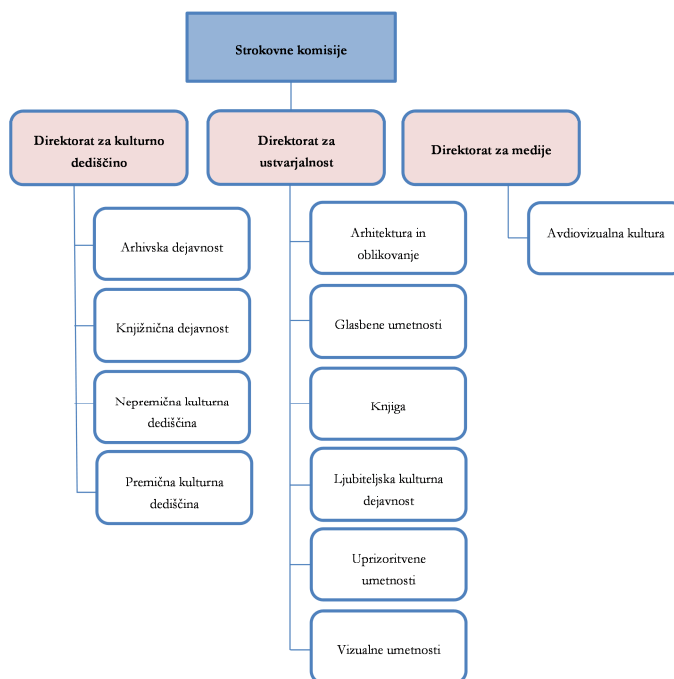 Strokovne komisije
Direktorat za kulturno
dediščino
Direktorat za
ustvarjalnost
Direktorat za medije
Arhivska dejavnost
Knjižnična dejavnost
Nepremična kulturna
dediščina
Premična kulturna
dediščina
Arhitektura in
oblikovanje
Glasbene umetnosti
Knjiga
Ljubiteljska kulturna
dejavnost
Uprizoritvene
umetnosti
Vizualne umetnosti
Avdiovizualna kultura